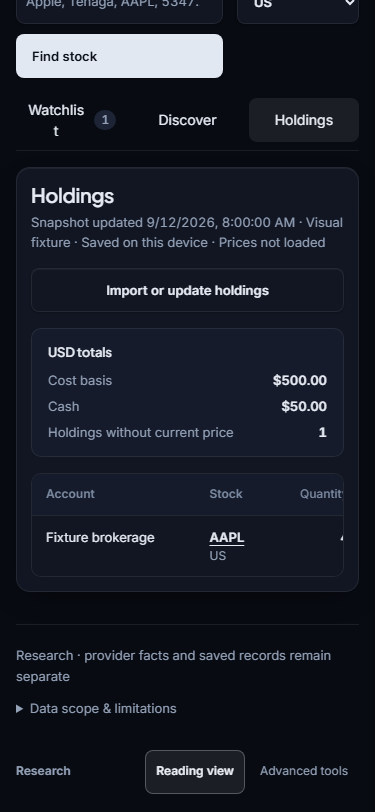 Apple, Tenaga, AAPL, 5347.
US
Find stock
Watchlis
t
1
Discover
Holdings
Holdings
Snapshot updated 9/12/2026, 8:00:00 AM · Visual
fixture · Saved on this device · Prices not loaded
Import or update holdings
USD totals
Cost basis $500.00
Cash $50.00
Holdings without current price 1
Account Stock
Fixture brokerage AAPL
US
Research · provider facts and saved records remain
separate
Data scope & limitations
Research Reading view Advanced tools